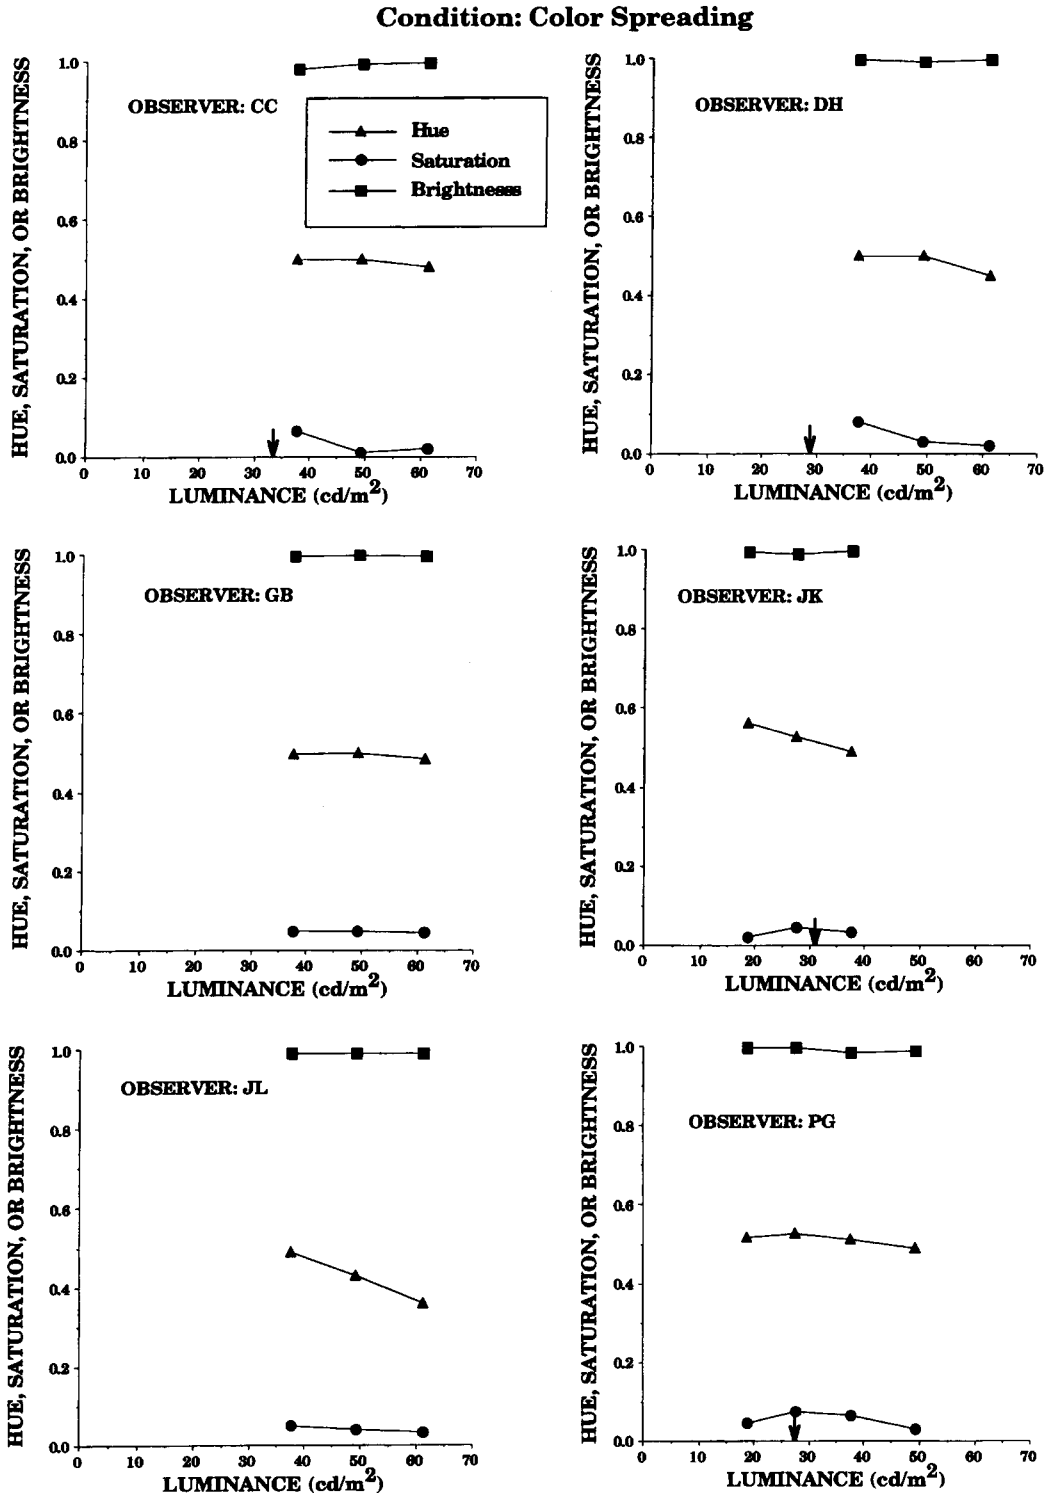 Condition: Color Spreading
HUE, SATURATION, OR BRIGHTNESS
1.0
0.8
0.6
0.4
0.2
0.0
OBSERVER: CC
Hue
Saturation
Brightnesss
0 10 20 30 40 50 60 70
LUMINANCE (cd/m2)
HUE, SATURATION, OR BRIGHTNESS
1.0
0.8
0.6
0.4
0.2
0.0
OBSERVER: DH
0 10 20 30 40 50 60 70
LUMINANCE (cd/m2)
HUE, SATURATION, OR BRIGHTNESS
1.0
0.8
0.6
0.4
0.2
0.0
OBSERVER: GB
0 10 20 30 40 50 60 70
LUMINANCE (cd/m2)
HUE, SATURATION, OR BRIGHTNESS
1.0
0.8
0.6
0.4
0.2
0.0
OBSERVER: JK
0 10 20 30 40 50 60 70
LUMINANCE (cd/m2)
HUE, SATURATION, OR BRIGHTNESS
1.0
0.8
0.6
0.4
0.2
0.0
OBSERVER: JL
0 10 20 30 40 50 60 70
LUMINANCE (cd/m2)
HUE, SATURATION, OR BRIGHTNESS
1.0
0.8
0.6
0.4
0.2
0.0
OBSERVER: PG
0 10 20 30 40 50 60 70
LUMINANCE (cd/m2)